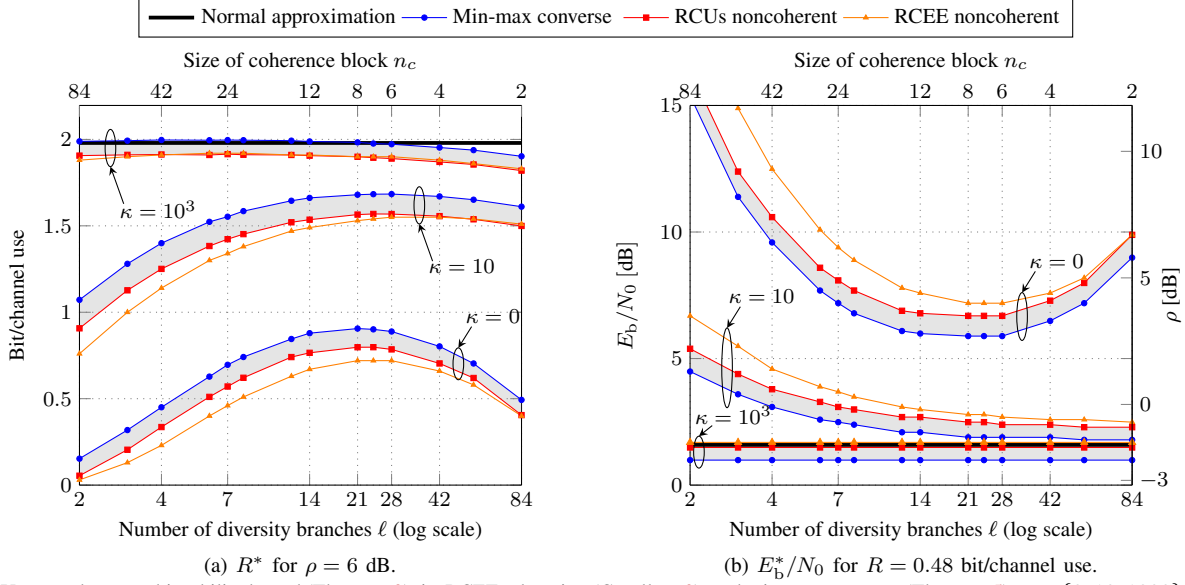 Normal approximation Min-max converse RCUs noncoherent RCEE noncoherent
Size of coherence block n_c
84 42 24 12 8 6 4 2
2
1.5
1
0.5
0
Bit/channel use
κ = 10³
κ = 10
κ = 0
2 4 7 14 21 28 42 84
Number of diversity branches ℓ (log scale)
(a) R* for ρ = 6 dB.
Size of coherence block n_c
84 42 24 12 8 6 4 2
15
10
5
0
E_b/N_0 [dB]
κ = 0
κ = 10
κ = 10³
10
5
0
−3
ρ [dB]
2 4 7 14 21 28 42 84
Number of diversity branches ℓ (log scale)
(b) E_b*/N_0 for R = 0.48 bit/channel use.